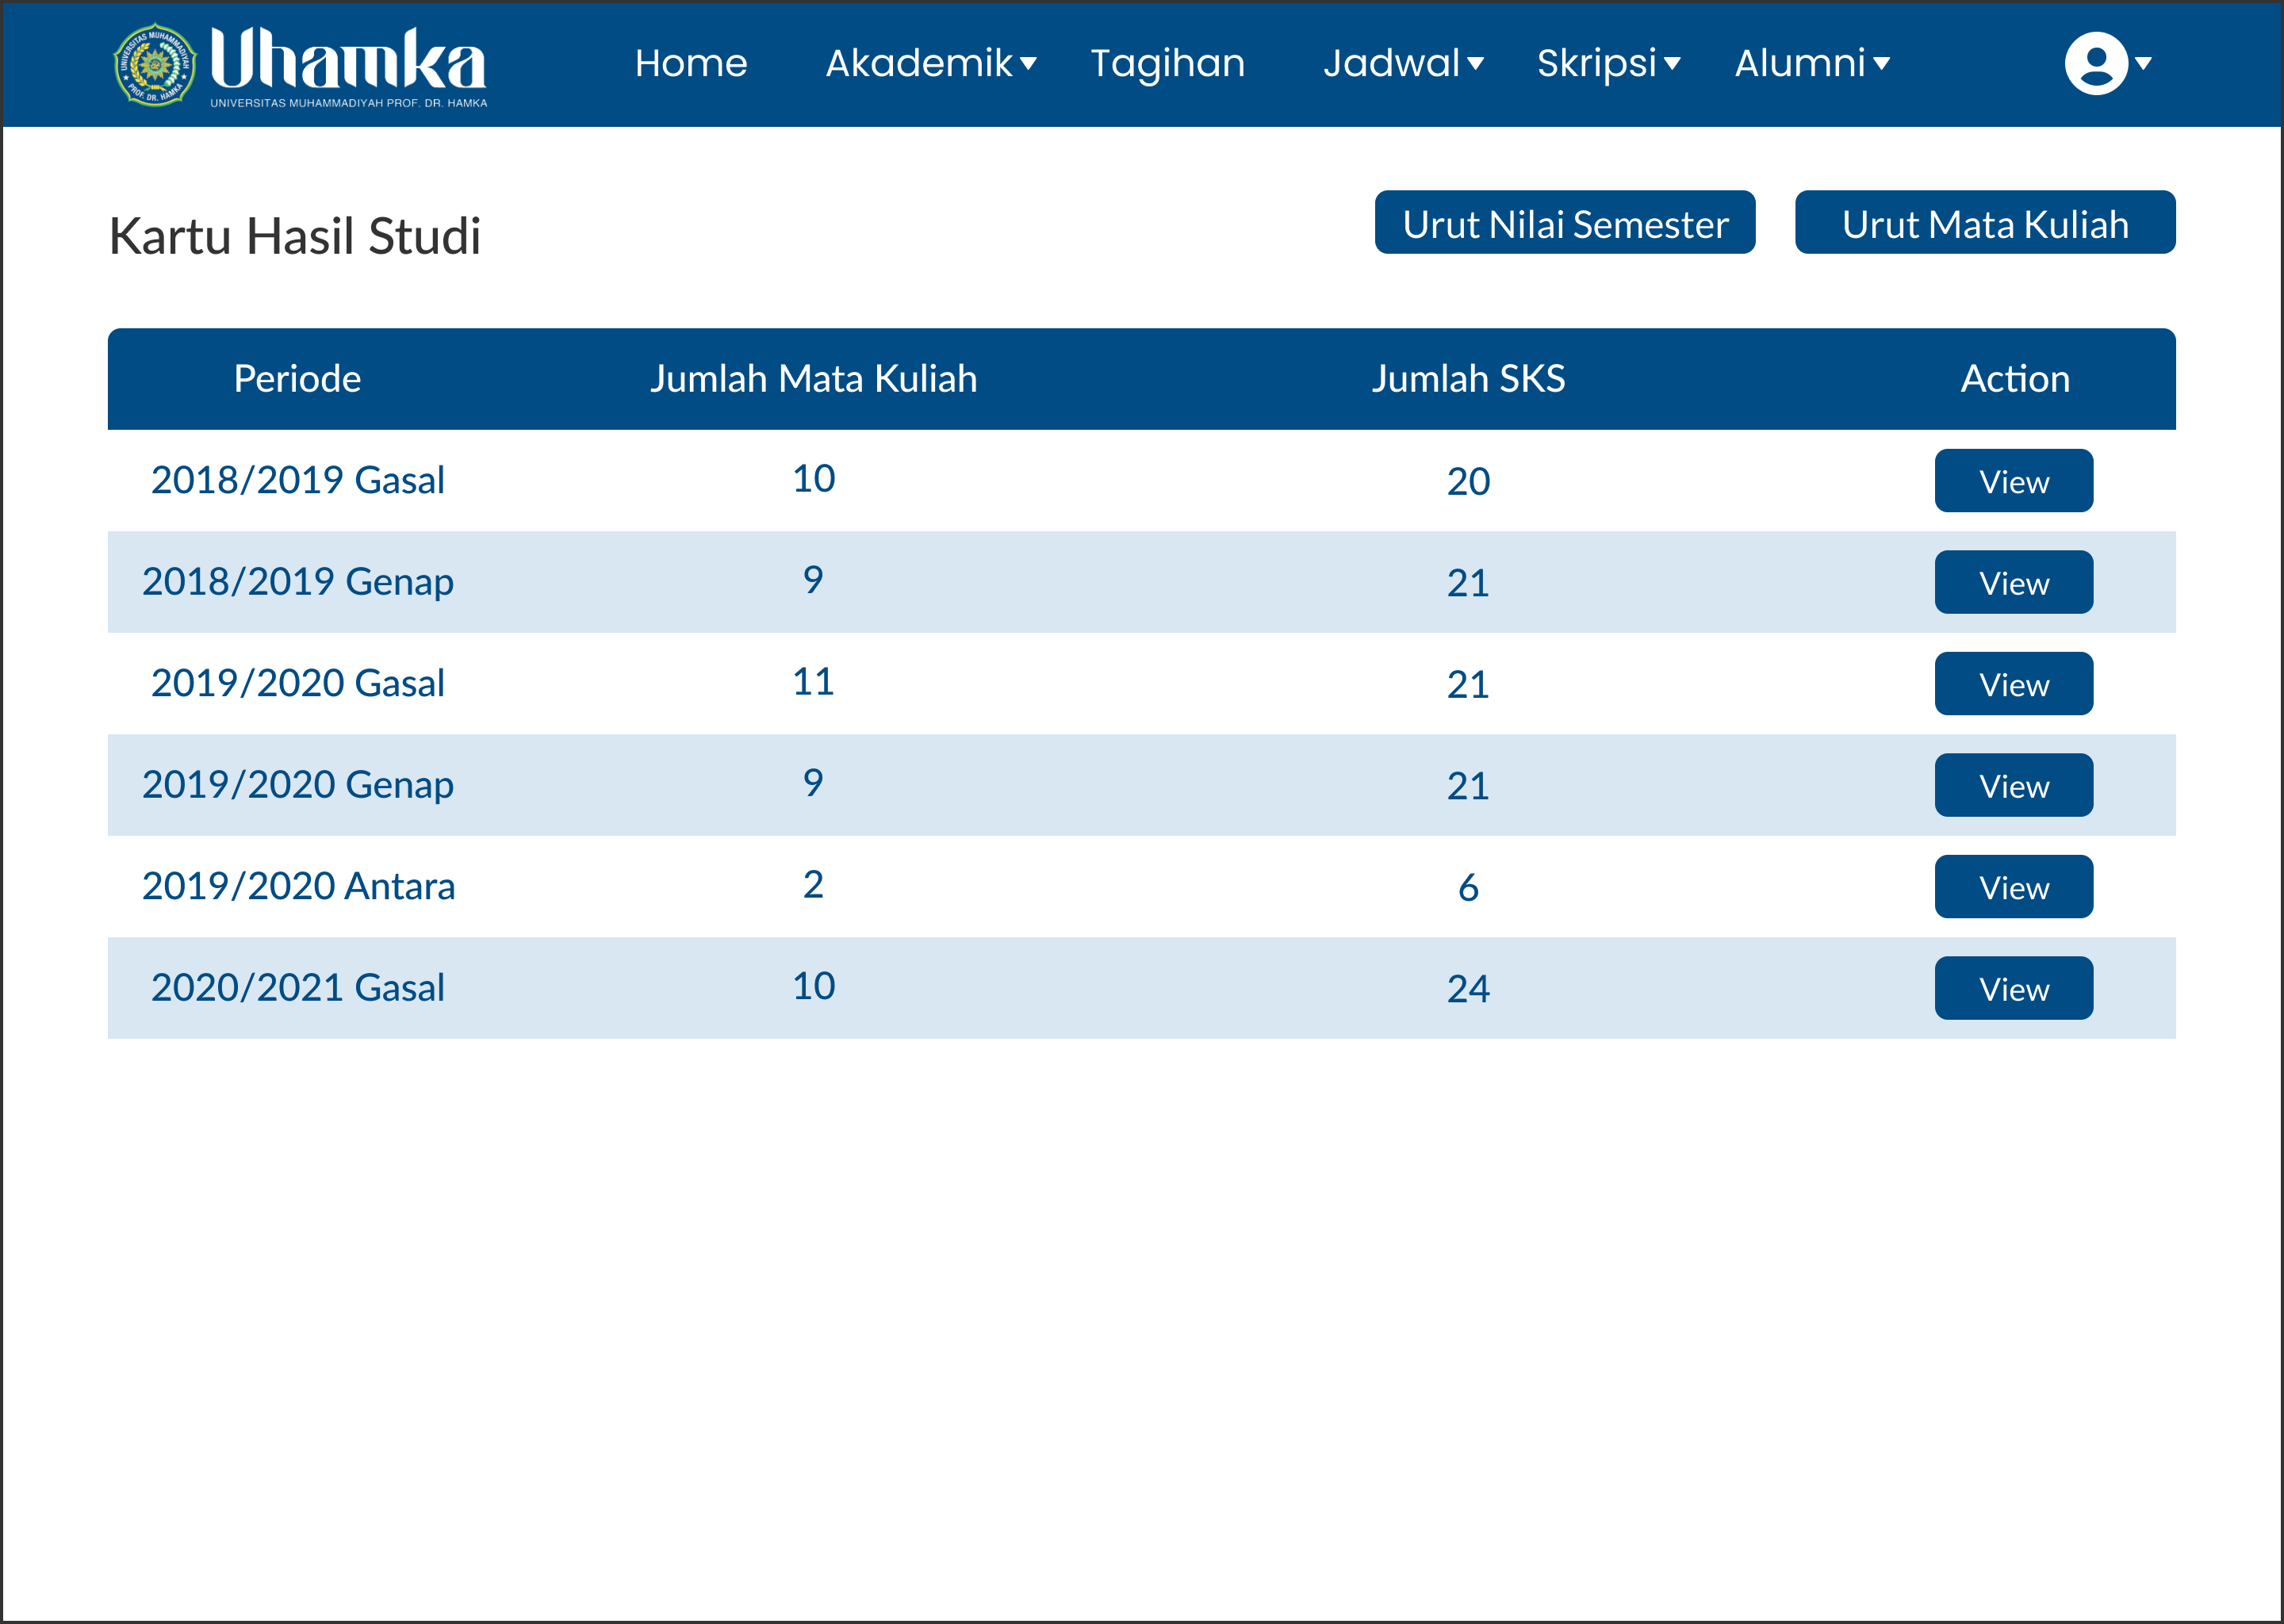 UNIVERSITAS MUHAMMADIYAH
PROF. DR. HAMKA
Uhamka
UNIVERSITAS MUHAMMADIYAH PROF. DR. HAMKA
Home Akademik Tagihan Jadwal Skripsi Alumni
Kartu Hasil Studi
Urut Nilai Semester Urut Mata Kuliah
Periode Jumlah Mata Kuliah Jumlah SKS Action
2018/2019 Gasal 10 20 View
2018/2019 Genap 9 21 View
2019/2020 Gasal 11 21 View
2019/2020 Genap 9 21 View
2019/2020 Antara 2 6 View
2020/2021 Gasal 10 24 View